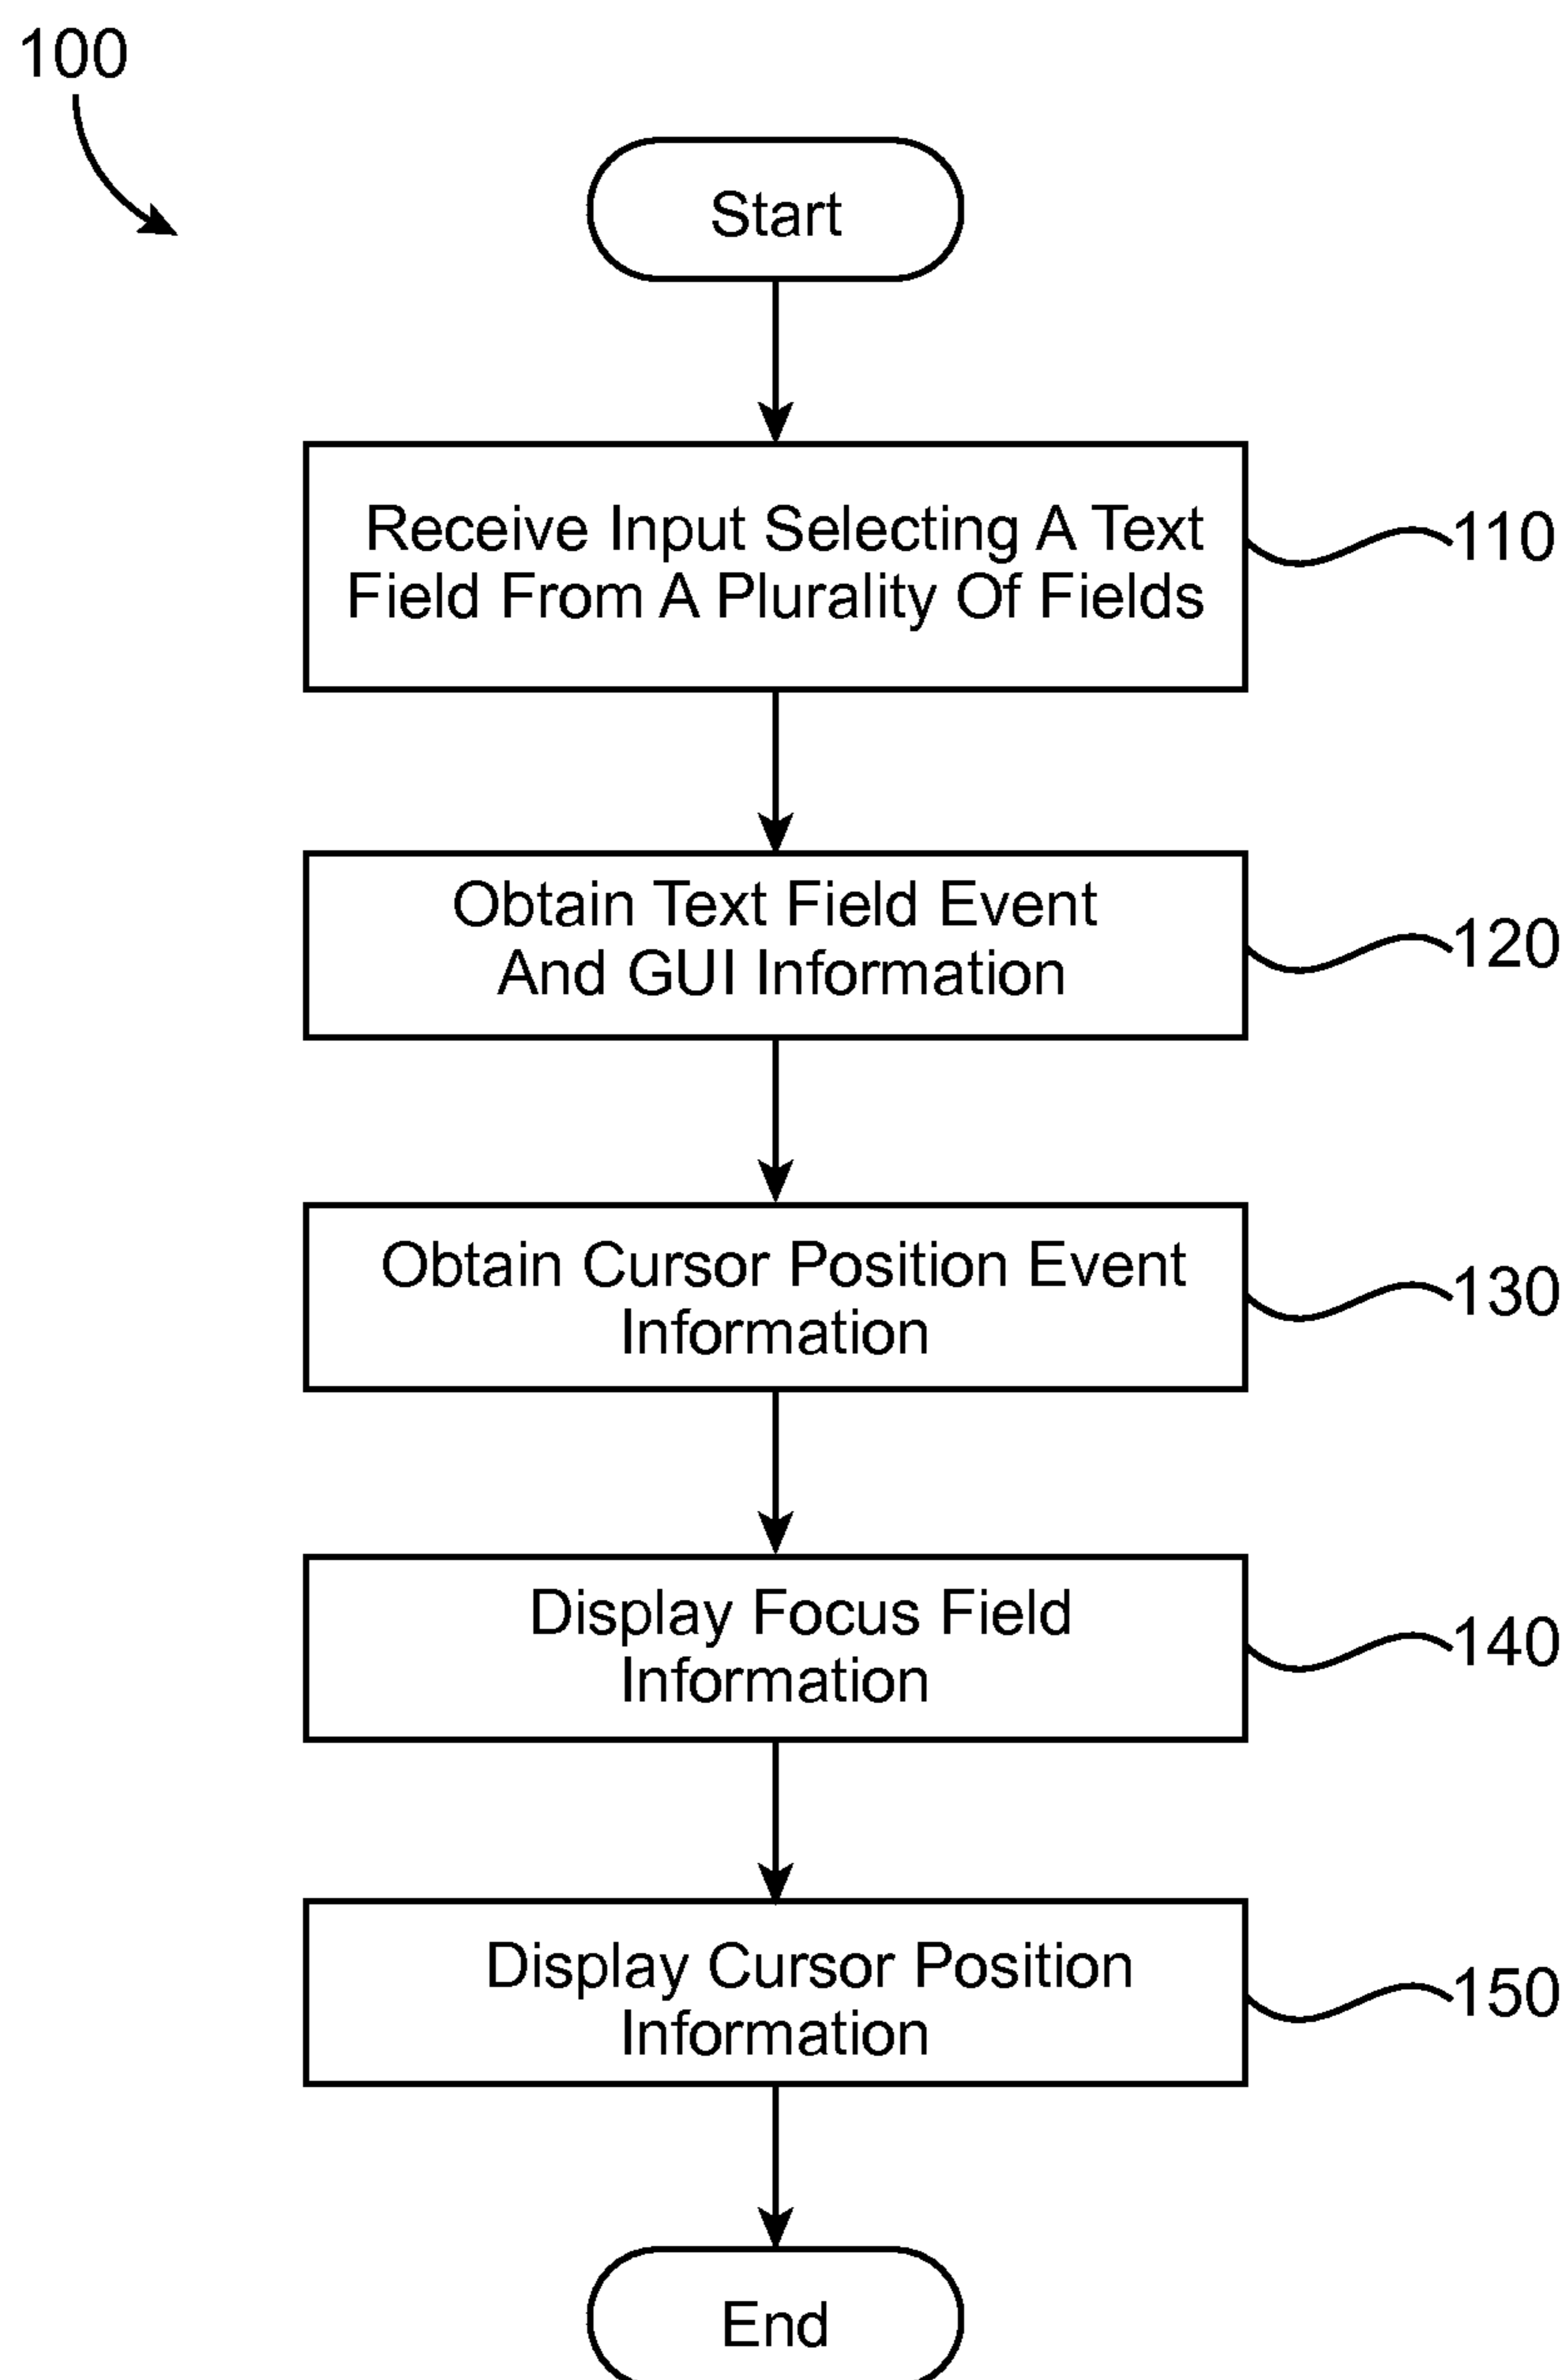 100
Start
Receive Input Selecting A Text
Field From A Plurality Of Fields
110
Obtain Text Field Event
And GUI Information
120
Obtain Cursor Position Event
Information
130
Display Focus Field
Information
140
Display Cursor Position
Information
150
End